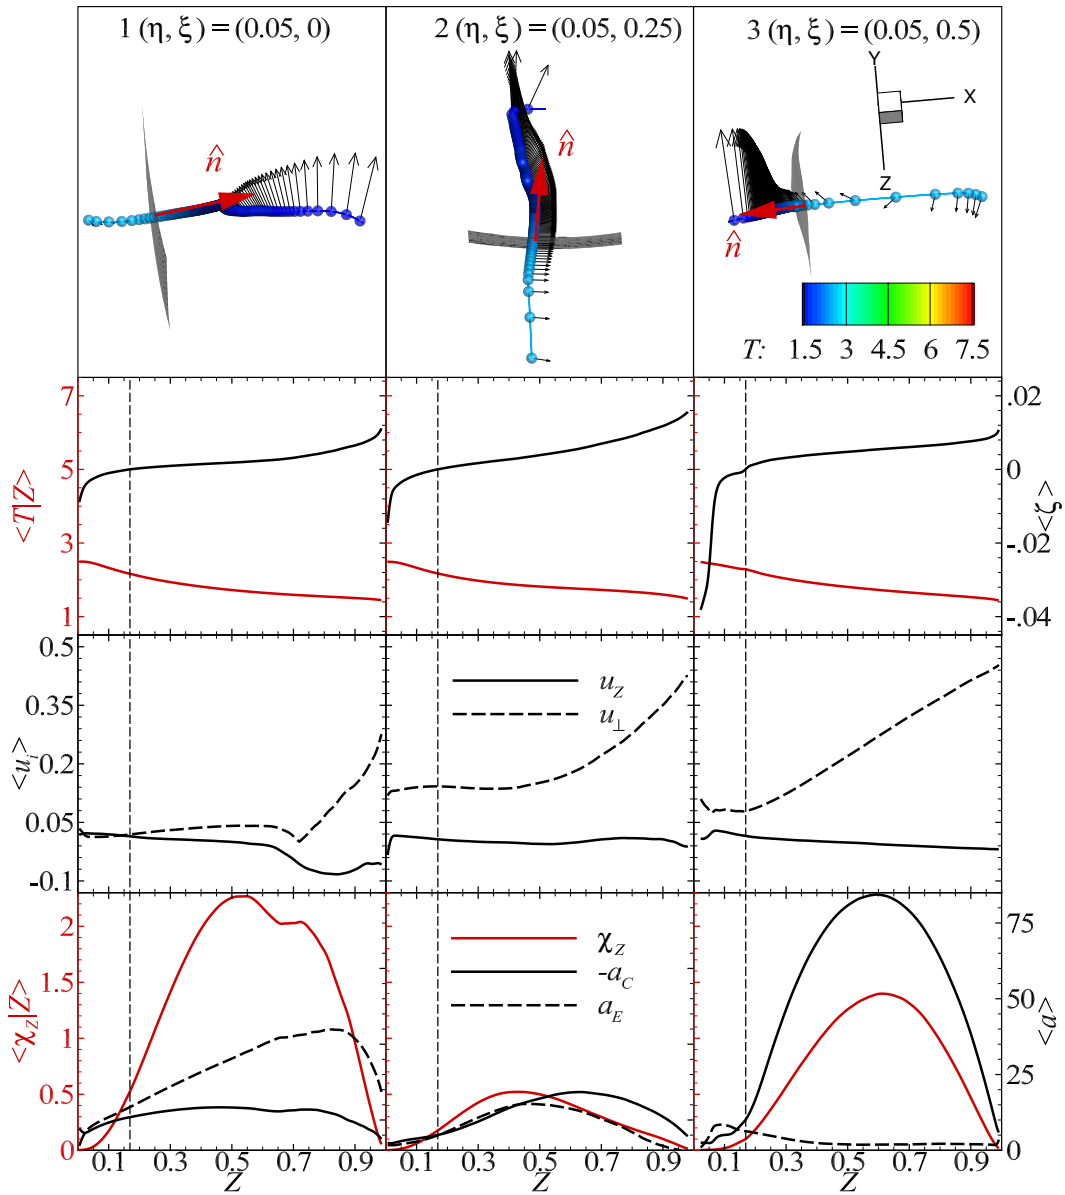 1 (η, ξ) = (0.05, 0)
2 (η, ξ) = (0.05, 0.25)
3 (η, ξ) = (0.05, 0.5)
n̂
n̂
n̂
Y
X
Z
T: 1.5 3 4.5 6 7.5
<T|Z>
7
5
3
1
.02
0
-.02
-.04
<ζ>
<u_i>
0.5
0.35
0.2
0.05
-0.1
u_Z
u_⊥
<χ_Z|Z>
2
1.5
1
0.5
0
χ_Z
-a_C
a_E
75
50
25
0
<a>
0.1 0.3 0.5 0.7 0.9
0.1 0.3 0.5 0.7 0.9
0.1 0.3 0.5 0.7 0.9
Z
Z
Z